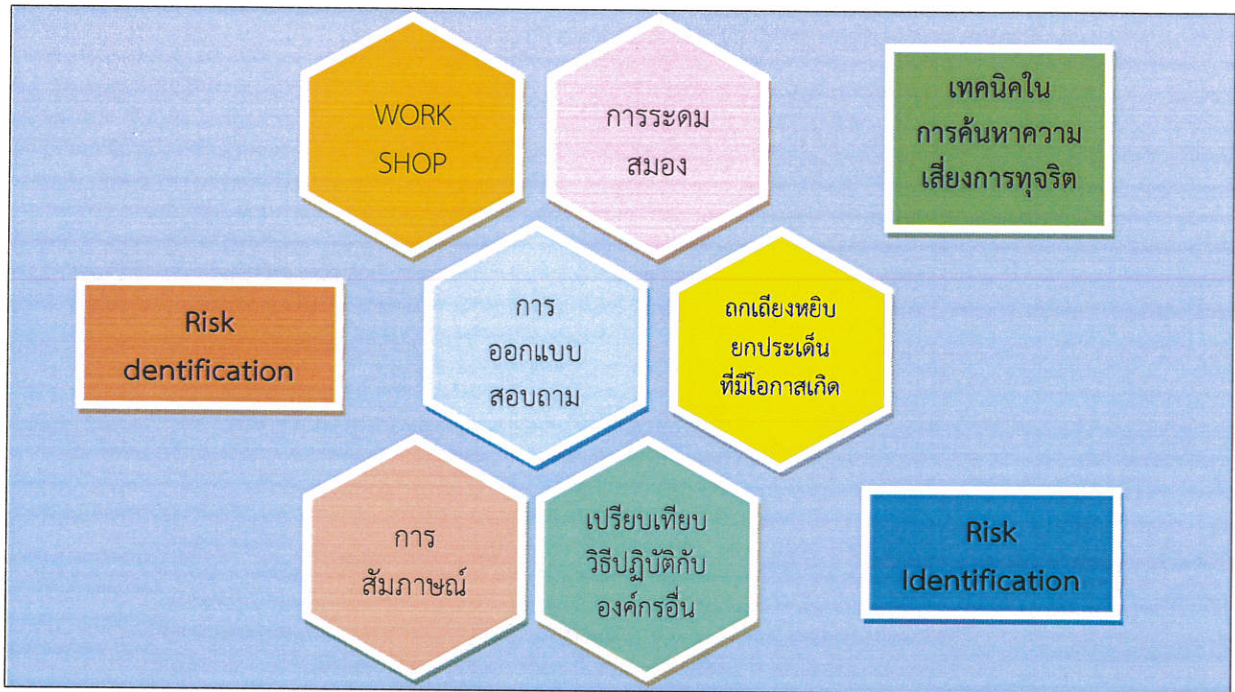 WORK
SHOP
การระดม
สมอง
เทคนิคใน
การค้นหาความ
เสี่ยงการทุจริต
Risk
dentification
การ
ออกแบบ
สอบถาม
ถกเถียงหยิบ
ยกประเด็น
ที่มีโอกาสเกิด
การ
สัมภาษณ์
เปรียบเทียบ
วิธีปฏิบัติกับ
องค์กรอื่น
Risk
Identification